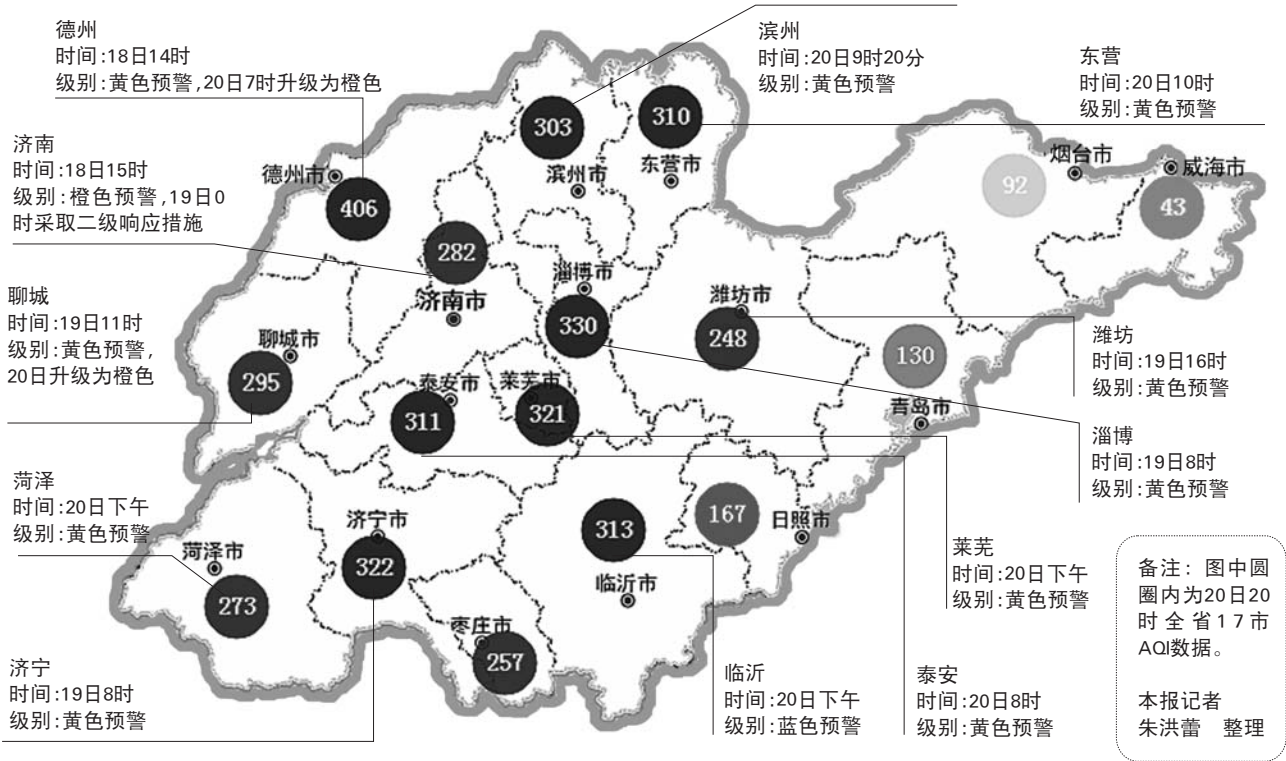 德州
时间:18日14时
级别:黄色预警,20日7时升级为橙色
滨州
时间:20日9时20分
级别:黄色预警
东营
时间:20日10时
级别:黄色预警
济南
时间:18日15时
级别:橙色预警,19日0
时采取二级响应措施
聊城
时间:19日11时
级别:黄色预警,
20日升级为橙色
菏泽
时间:20日下午
级别:黄色预警
济宁
时间:19日8时
级别:黄色预警
303
310
德州市
滨州市
东营市
烟台市
威海市
406
92
43
282
淄博市
济南市
潍坊市
330
248
130
聊城市
295
泰安市
莱芜市
311
321
青岛市
济宁市
313
167
日照市
菏泽市
322
273
临沂市
枣庄市
257
潍坊
时间:19日16时
级别:黄色预警
淄博
时间:19日8时
级别:黄色预警
莱芜
时间:20日下午
级别:黄色预警
临沂
时间:20日下午
级别:蓝色预警
泰安
时间:20日8时
级别:黄色预警
备注：图中圆
圈内为20日20
时全省17市
AQI数据。
本报记者
朱洪蕾 整理